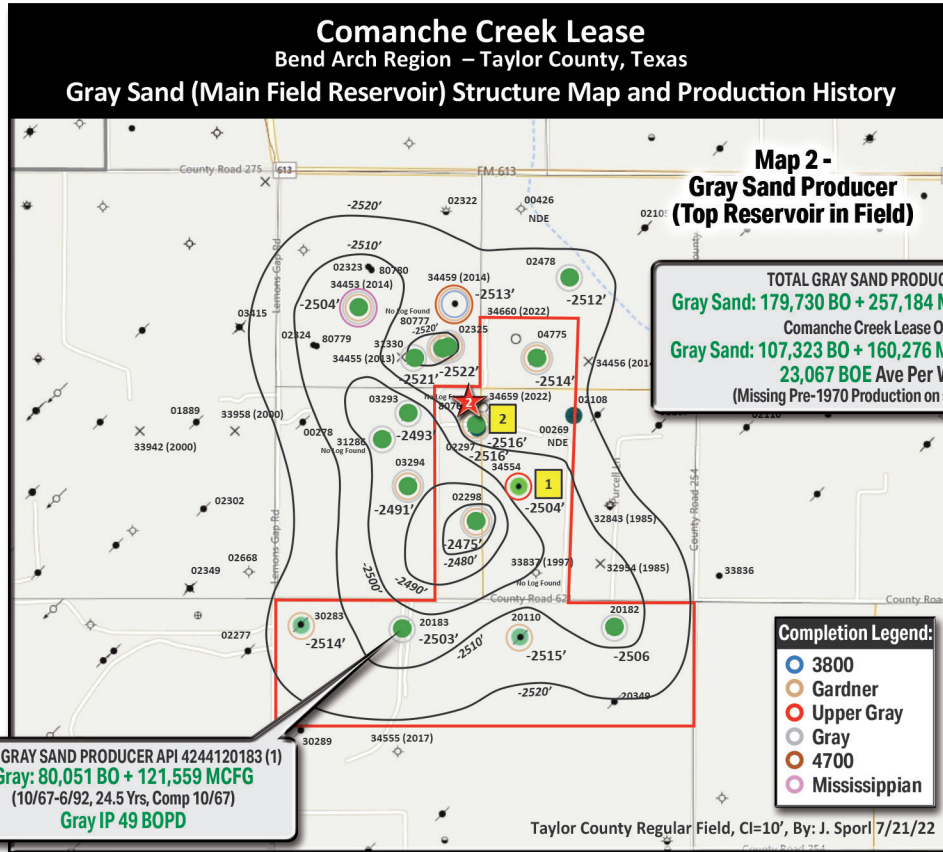 Comanche Creek Lease
Bend Arch Region – Taylor County, Texas
Gray Sand (Main Field Reservoir) Structure Map and Production History
Map 2 -
Gray Sand Producer
(Top Reservoir in Field)
County Road 275
613
FM 613
-2520'
02322
00426
NDE
-2510'
02323
80780
34453 (2014)
34459 (2014)
02478
-2504'
-2513'
-2512'
Lemons Gap Rd
03415
No Log Found
80777
34660 (2022)
-2520'
02325
04775
02324
80779
31330
34455 (2013)
-2521'
-2522'
-2514'
TOTAL GRAY SAND PRODUC
Gray Sand: 179,730 BO + 257,184 M
Comanche Creek Lease O
Gray Sand: 107,323 BO + 160,276 M
23,067 BOE Ave Per W
(Missing Pre-1970 Production on
34456 (201
03293
34659 (2022)
02108
2
2
01889
33958 (2000)
00278
-2493'
-2516'
00269
NDE
33942 (2000)
31286
No Log Found
02297
-2516'
03294
34554
1
-2491'
-2504'
02298
02302
32843 (1985)
County Road 254
-2475'
-2480'
02668
02349
Lemons Gap Rd
-2500'
-2490'
33837 (1997)
No Log Found
32954 (1985)
33836
County Road 62
30283
20183
20110
20182
02277
-2514'
-2503'
-2510'
-2515'
-2506
-2520'
20349
30289
34555 (2017)
GRAY SAND PRODUCER API 4244120183 (1)
Gray: 80,051 BO + 121,559 MCFG
(10/67-6/92, 24.5 Yrs, Comp 10/67)
Gray IP 49 BOPD
Completion Legend:
3800
Gardner
Upper Gray
Gray
4700
Mississippian
Taylor County Regular Field, CI=10', By: J. Sporl 7/21/22
County Road 254